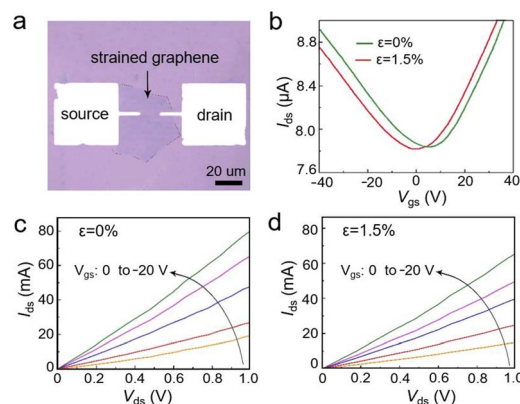 a
strained graphene
source
drain
20 um
b
ε=0%
ε=1.5%
8.8
8.4
8.0
7.6
Ids (µA)
-40
-20
0
20
40
Vgs (V)
c
ε=0%
Vgs: 0 to -20 V
80
60
40
20
0
Ids (mA)
0
0.2
0.4
0.6
0.8
1.0
Vds (V)
d
ε=1.5%
Vgs: 0 to -20 V
80
60
40
20
0
Ids (mA)
0.0
0.2
0.4
0.6
0.8
1.0
Vds (V)